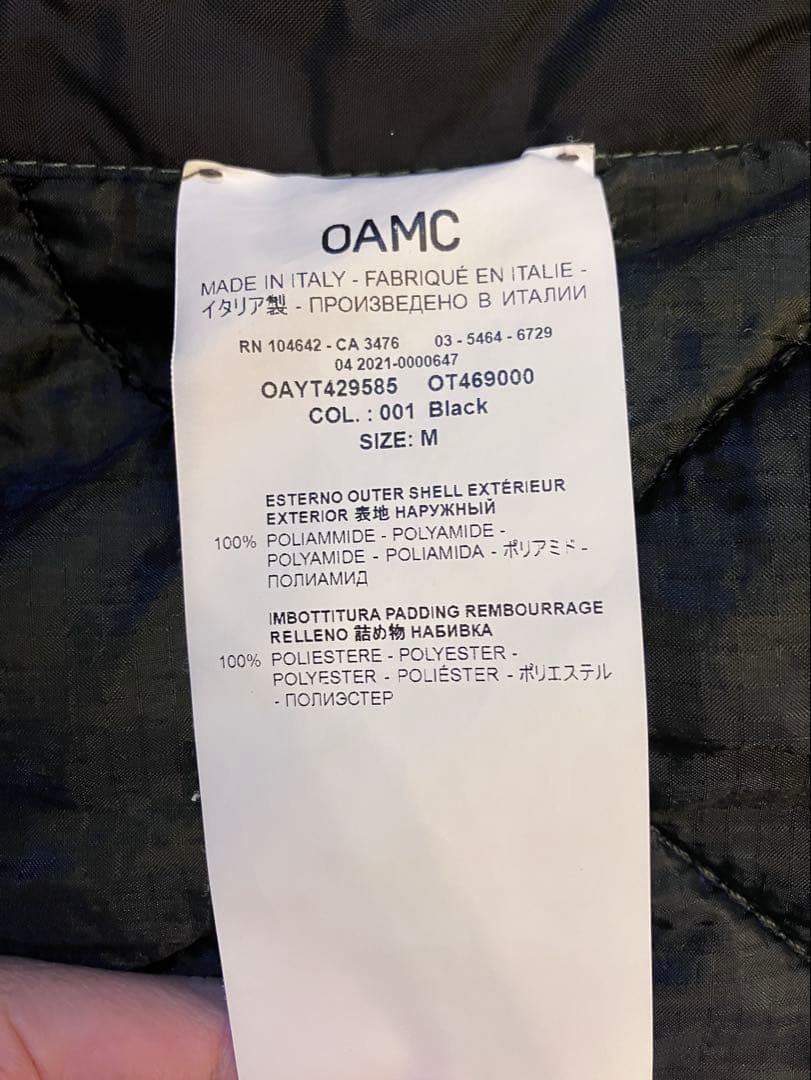 OAMC
MADE IN ITALY - FABRIQUÉ EN ITALIE -
イタリア製 - ПРОИЗВЕДЕНО В ИТАЛИИ
RN 104642 - CA 3476 03 - 5464 - 6729
04 2021-0000647
OAYT429585 OT469000
COL. : 001 Black
SIZE: M
ESTERNO OUTER SHELL EXTÉRIEUR
EXTERIOR 表地 НАРУЖНЫЙ
100% POLIAMMIDE - POLYAMIDE -
POLYAMIDE - POLIAMIDA - ポリアミド -
ПОЛИАМИД
IMBOTTITURA PADDING REMBOURRAGE
RELLENO 詰め物 НАБИВКА
100% POLIESTERE - POLYESTER -
POLYESTER - POLIÉSTER - ポリエステル
- ПОЛИЭСТЕР